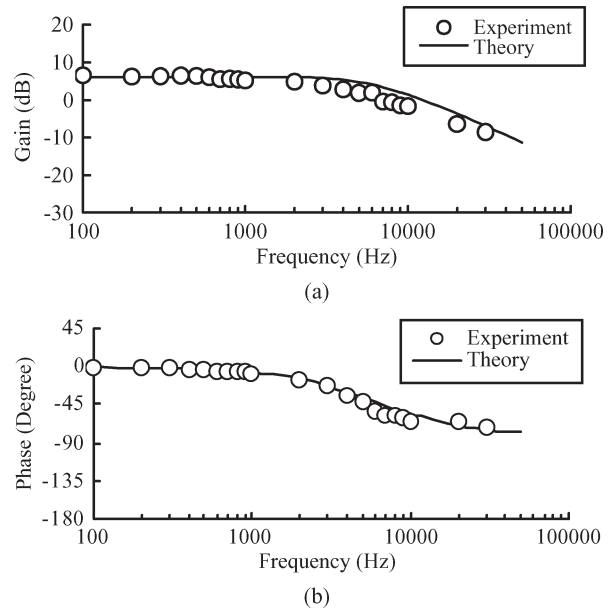 Experiment
Theory
20
10
0
-10
-20
-30
Gain (dB)
100
1000
10000
100000
Frequency (Hz)
(a)
Experiment
Theory
45
0
-45
-90
-135
-180
Phase (Degree)
100
1000
10000
100000
Frequency (Hz)
(b)